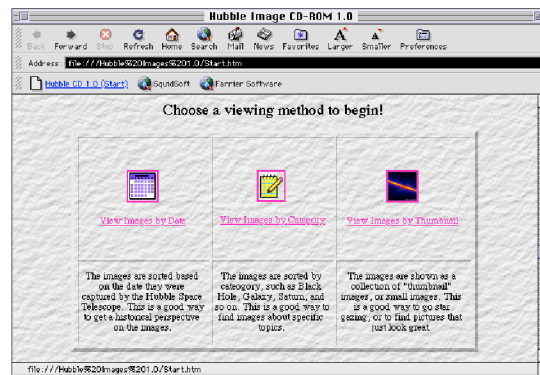 Hubble Image CD-ROM 1.0
Back Forward Stop Refresh Home Search Mail News Favorites Larger Smaller Preferences
Address: file:///Hubble%20Images%201.0/Start.htm
Hubble CD 1.0 (Start) SquidSoft Farrier Software
Choose a viewing method to begin!
View Images by Date View Images by Category View Images by Thumbnail
The images are sorted based
on the date they were
captured by the Hubble Space
Telescope. This is a good way
to get a historical perspective
on the images.
The images are sorted by
cateogory, such as Black
Hole, Galaxy, Saturn, and
so on. This is a good way to
find images about specific
topics.
The images are shown as a
collection of "thumbnail"
images, or small images. This
is a good way to go star
gazing, or to find pictures that
just look great.
file:///Hubble%20Images%201.0/Start.htm